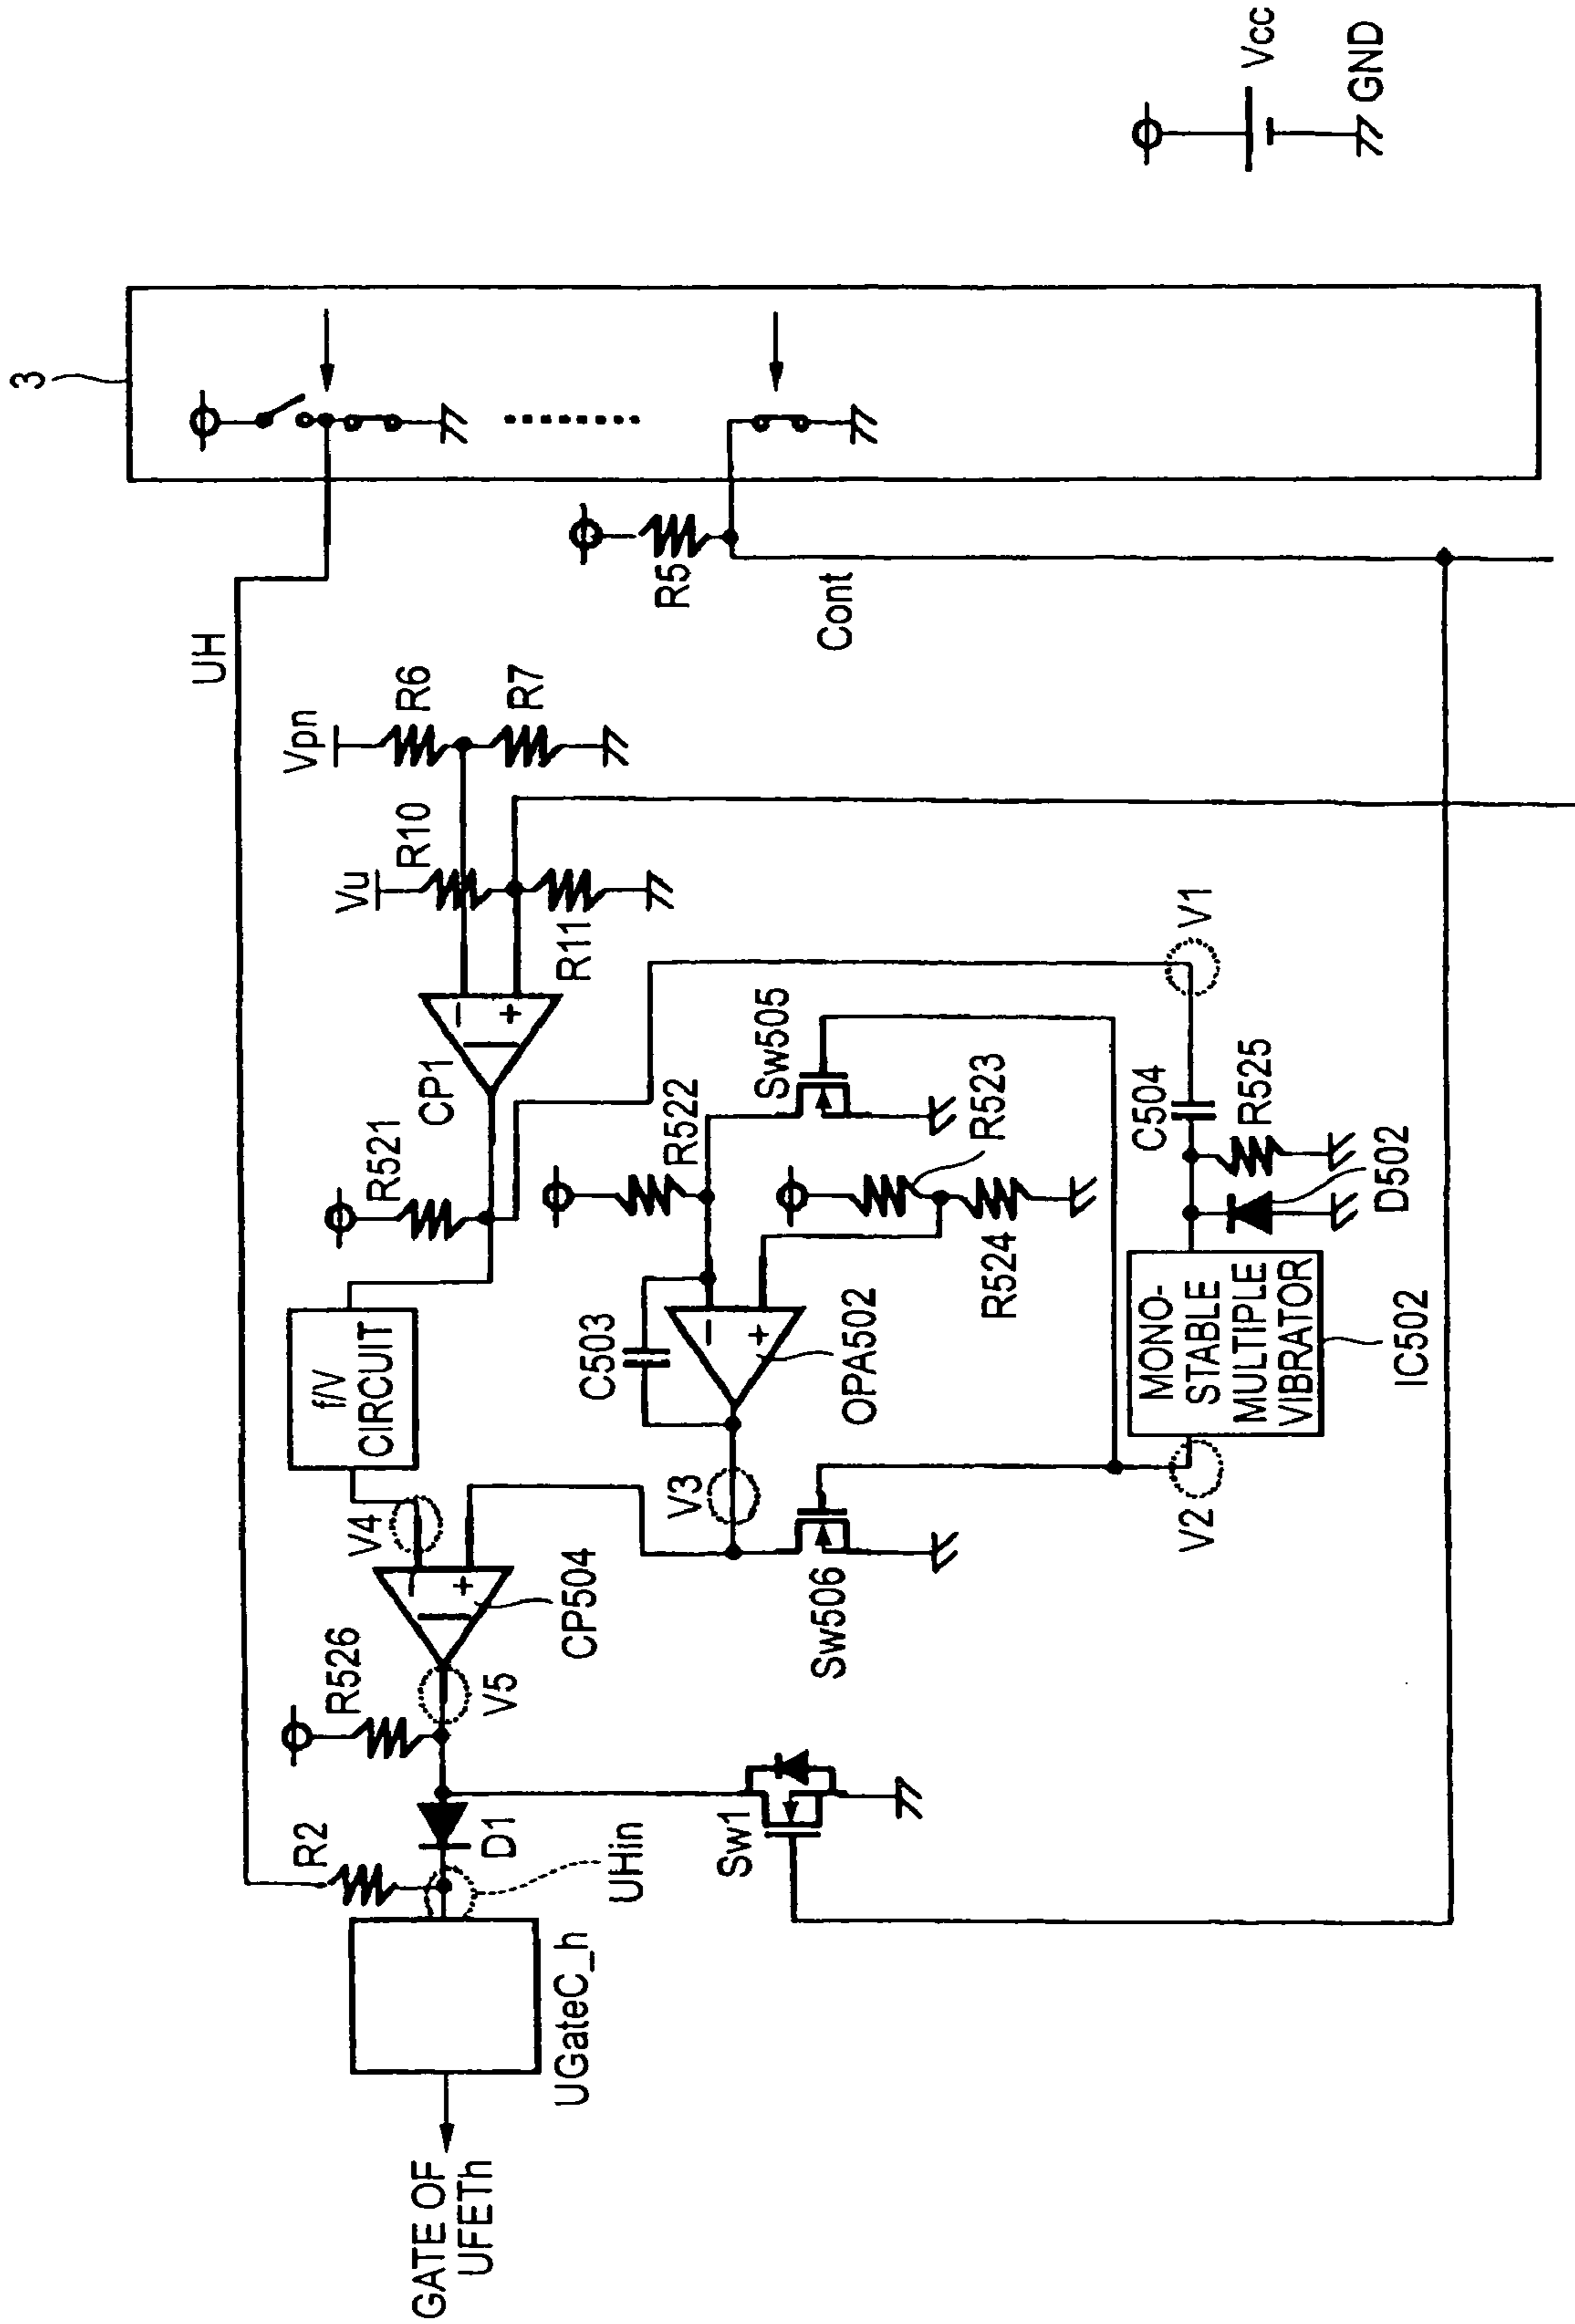 3
UH
Vcc
GND
R5
Cont
Vpn
R6
R7
Vu
R10
R11
−
+
CP1
R521
f/V
CIRCUIT
V4
−
+
CP504
R526
V5
R2
D1
UHin
UGateC_h
GATE OF
UFETh
Sw1
R522
Sw505
R523
R524
C503
−
+
OPA502
V3
Sw506
V1
C504
R525
D502
MONO-
STABLE
MULTIPLE
VIBRATOR
IC502
V2